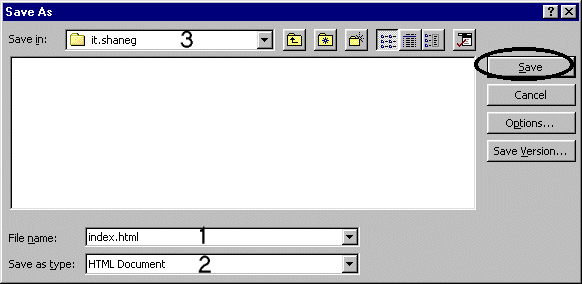 Save As
Save in: it.shaneg 3
Save
Cancel
Options...
Save Version...
File name: index.html 1
Save as type: HTML Document 2